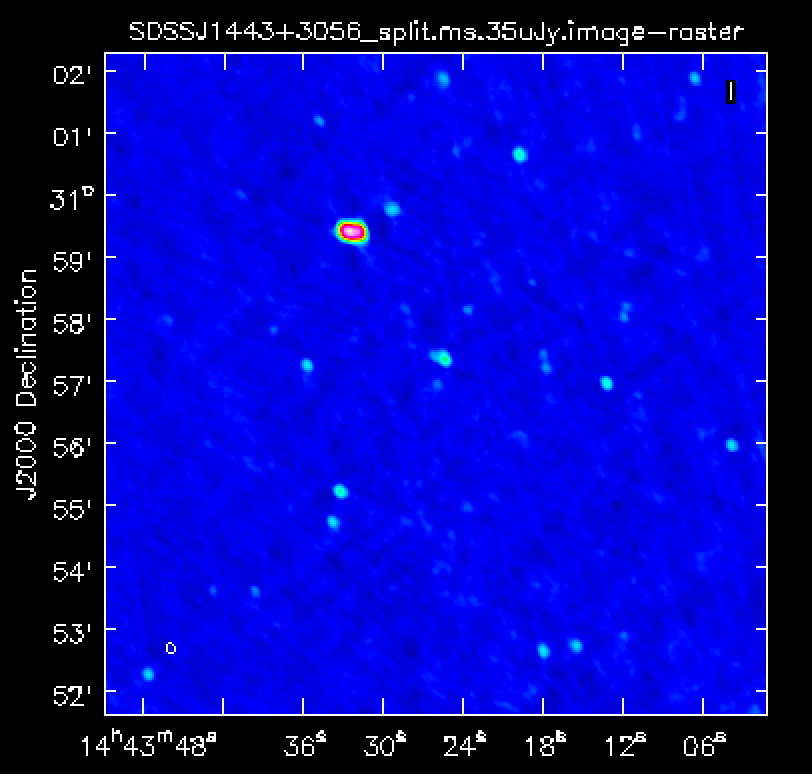 SDSSJ1443+3056_split.ms.35uJy.image-raster
I
02'
01'
31°
59'
58'
57'
56'
55'
54'
53'
52'
J2000 Declination
14ʰ43ᵐ48ˢ 36ˢ 30ˢ 24ˢ 18ˢ 12ˢ 06ˢ